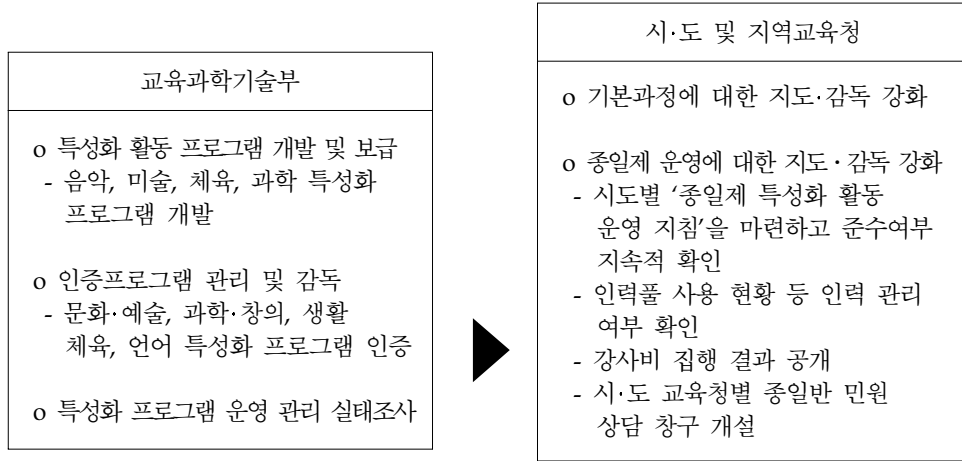 교육과학기술부
o 특성화 활동 프로그램 개발 및 보급
- 음악, 미술, 체육, 과학 특성화
프로그램 개발
o 인증프로그램 관리 및 감독
- 문화·예술, 과학·창의, 생활
체육, 언어 특성화 프로그램 인증
o 특성화 프로그램 운영 관리 실태조사
시·도 및 지역교육청
o 기본과정에 대한 지도·감독 강화
o 종일제 운영에 대한 지도·감독 강화
- 시도별 '종일제 특성화 활동
운영 지침'을 마련하고 준수여부
지속적 확인
- 인력풀 사용 현황 등 인력 관리
여부 확인
- 강사비 집행 결과 공개
- 시·도 교육청별 종일반 민원
상담 창구 개설